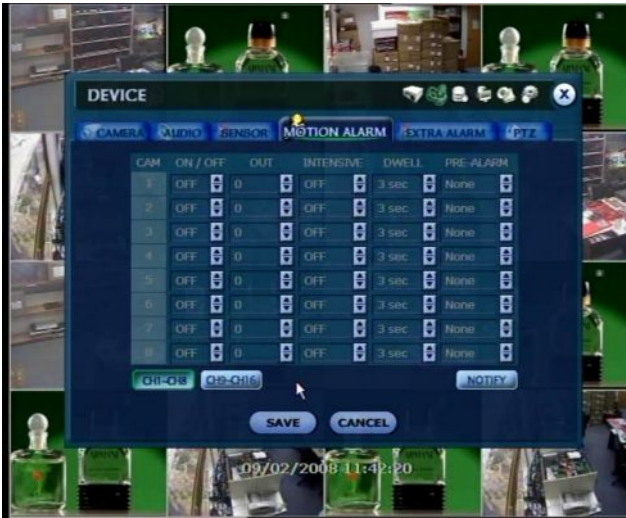 DEVICE
CAMERA AUDIO SENSOR MOTION ALARM EXTRA ALARM PTZ
CAM ON / OFF OUT INTENSIVE DWELL PRE-ALARM
1 OFF 0 OFF 3 sec None
2 OFF 0 OFF 3 sec None
3 OFF 0 OFF 3 sec None
4 OFF 0 OFF 3 sec None
5 OFF 0 OFF 3 sec None
6 OFF 0 OFF 3 sec None
7 OFF 0 OFF 3 sec None
8 OFF 0 OFF 3 sec None
CH1-CH8 CH9-CH16 NOTIFY
SAVE CANCEL
09/02/2008 11:42:20